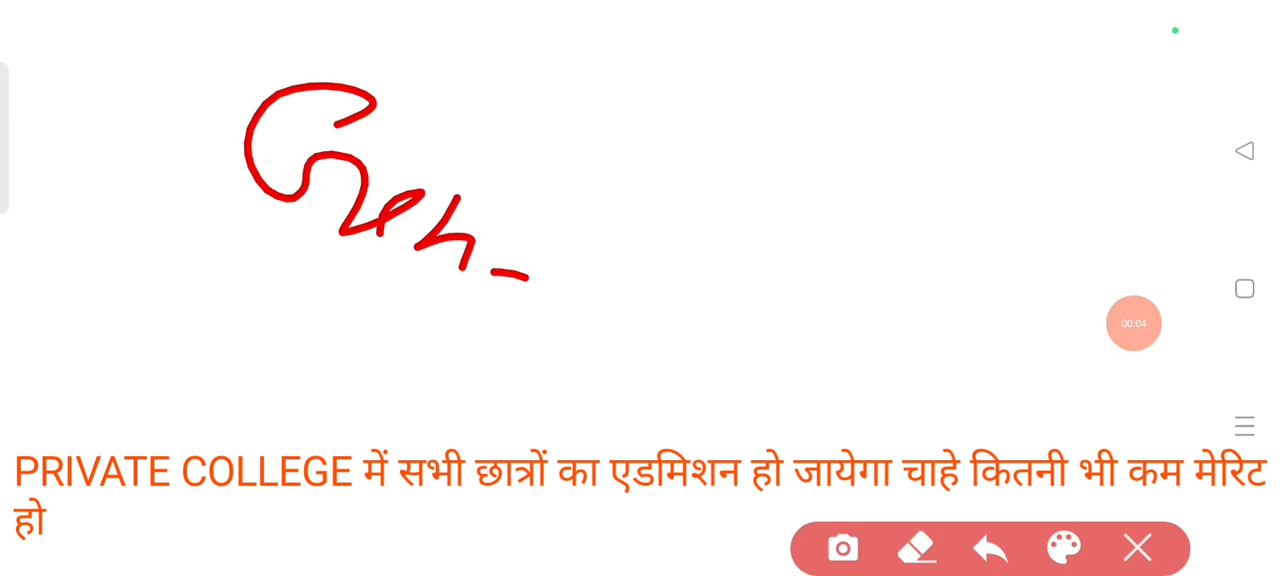 Gen -
00:04
PRIVATE COLLEGE में सभी छात्रों का एडमिशन हो जायेगा चाहे कितनी भी कम मेरिट
हो